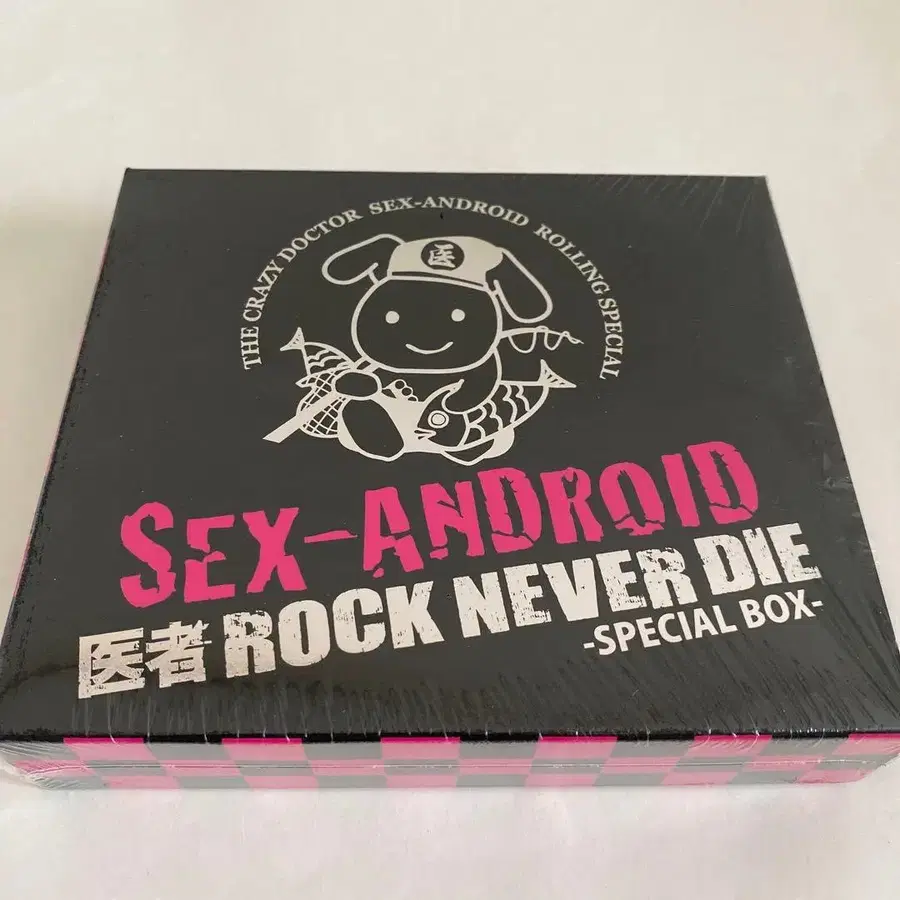 THE CRAZY DOCTOR SEX-ANDROID ROLLING SPECIAL
医
SEX-ANDROID
医者 ROCK NEVER DIE
-SPECIAL BOX-